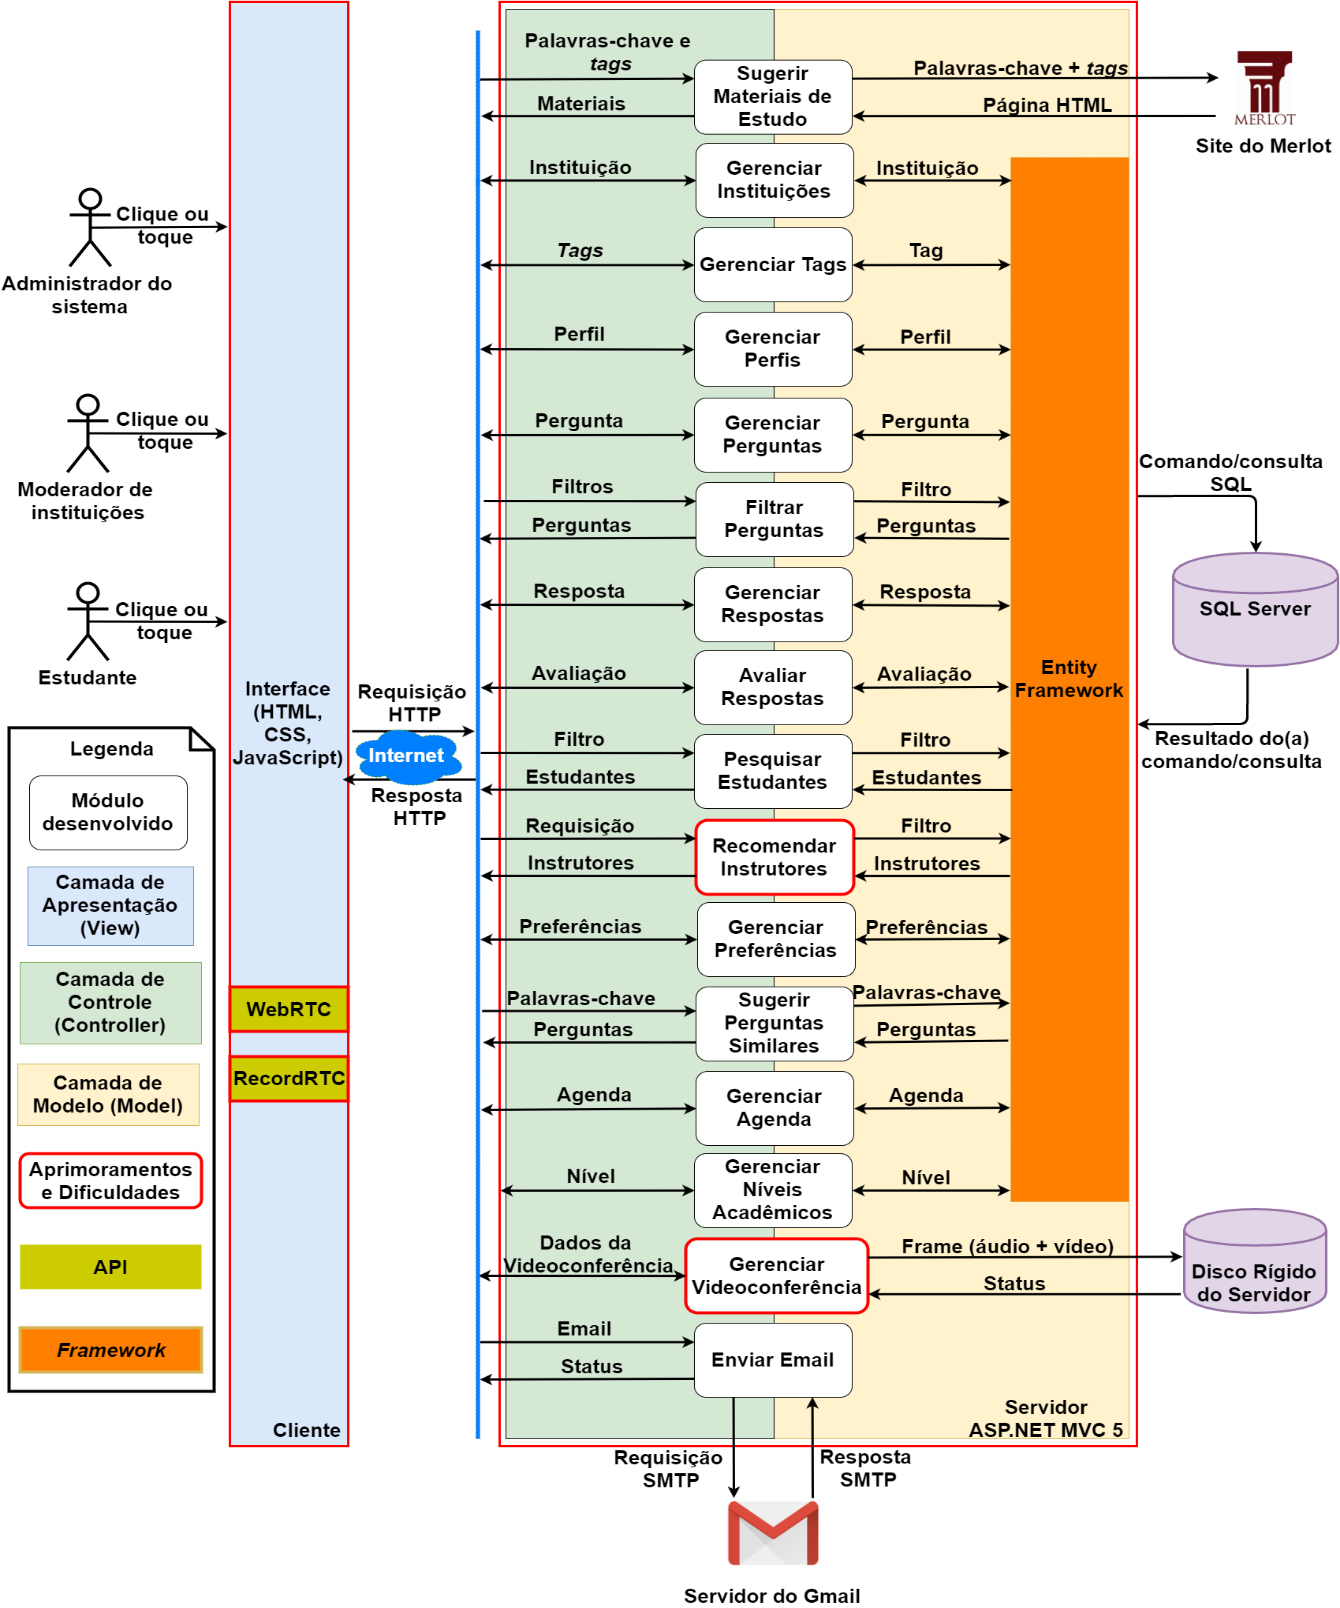 Palavras-chave e
tags
Sugerir
Materiais de
Estudo
Palavras-chave + tags
Materiais
Página HTML
MERLOT
Site do Merlot
Instituição
Gerenciar
Instituições
Instituição
Clique ou
toque
Administrador do
sistema
Tags
Gerenciar Tags
Tag
Perfil
Gerenciar
Perfis
Perfil
Clique ou
toque
Moderador de
instituições
Pergunta
Gerenciar
Perguntas
Pergunta
Filtros
Filtrar
Perguntas
Filtro
Perguntas
Perguntas
Comando/consulta
SQL
SQL Server
Resultado do(a)
comando/consulta
Clique ou
toque
Estudante
Resposta
Gerenciar
Respostas
Resposta
Avaliação
Avaliar
Respostas
Avaliação
Entity
Framework
Interface
(HTML,
CSS,
JavaScript)
Requisição
HTTP
Internet
Resposta
HTTP
Filtro
Pesquisar
Estudantes
Filtro
Estudantes
Estudantes
Requisição
Recomendar
Instrutores
Filtro
Instrutores
Instrutores
Preferências
Gerenciar
Preferências
Preferências
Palavras-chave
Sugerir
Perguntas
Similares
Palavras-chave
Perguntas
Perguntas
WebRTC
RecordRTC
Agenda
Gerenciar
Agenda
Agenda
Nível
Gerenciar
Níveis
Acadêmicos
Nível
Dados da
Videoconferência
Gerenciar
Videoconferência
Frame (áudio + vídeo)
Status
Disco Rígido
do Servidor
Email
Enviar Email
Status
Cliente
Servidor
ASP.NET MVC 5
Requisição
SMTP
Resposta
SMTP
Servidor do Gmail
Legenda
Módulo
desenvolvido
Camada de
Apresentação
(View)
Camada de
Controle
(Controller)
Camada de
Modelo (Model)
Aprimoramentos
e Dificuldades
API
Framework